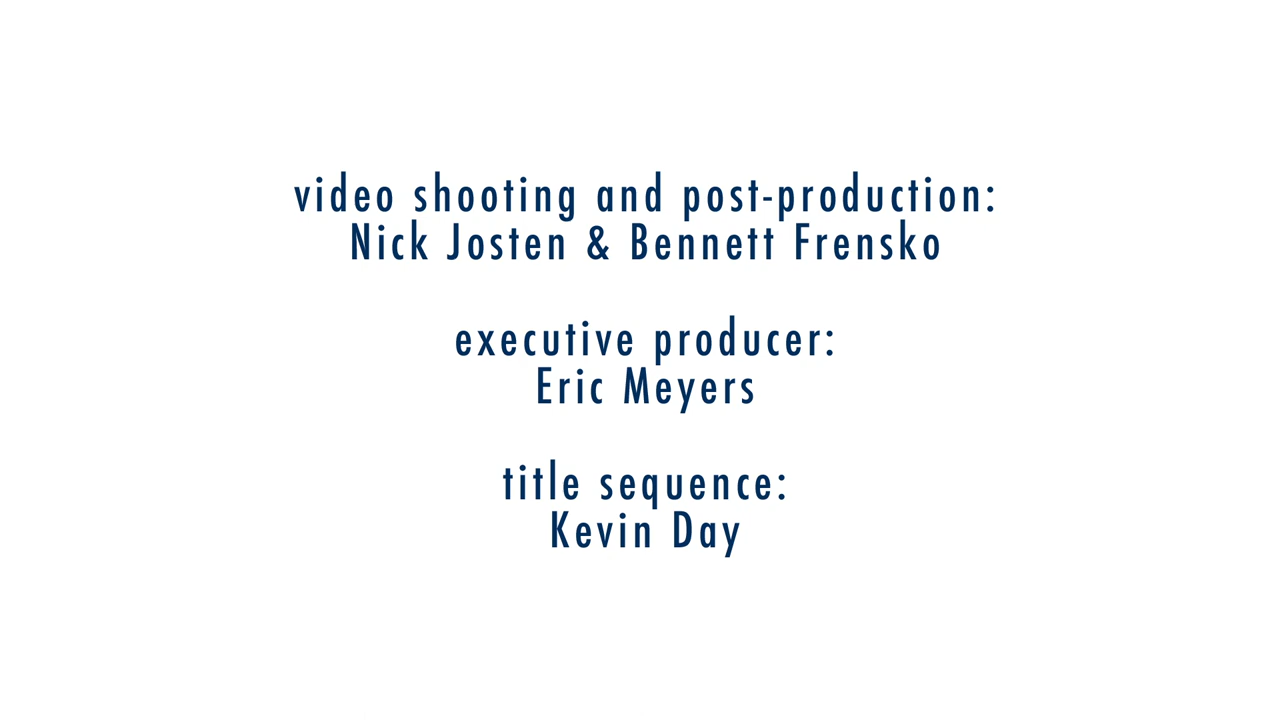 video shooting and post-production:
Nick Josten & Bennett Frensko
executive producer:
Eric Meyers
title sequence:
Kevin Day